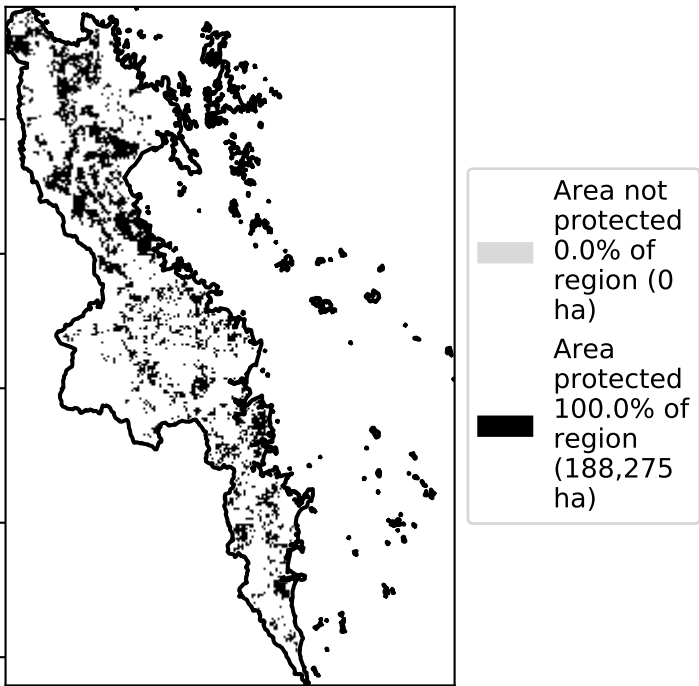 Area not
protected
0.0% of
region (0
ha)
Area
protected
100.0% of
region
(188,275
ha)